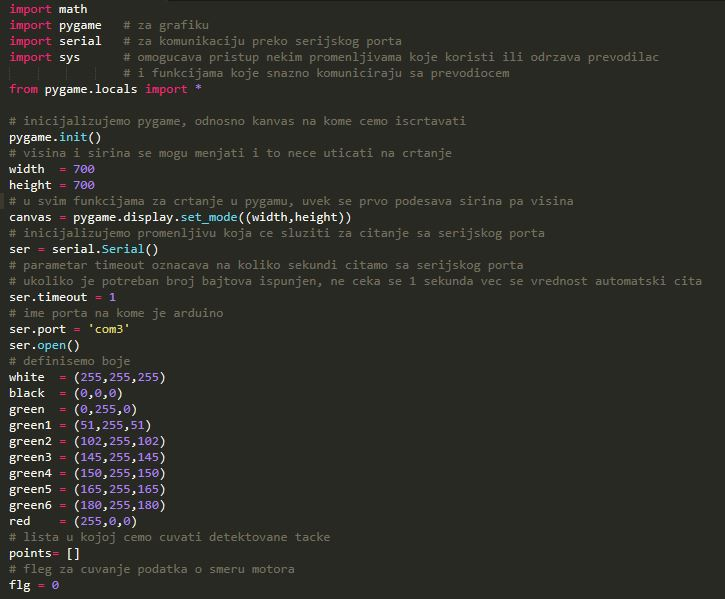 import math
import pygame   # za grafiku
import serial   # za komunikaciju preko serijskog porta
import sys      # omogucava pristup nekim promenljivama koje koristi ili odrzava prevodilac
                # i funkcijama koje snazno komuniciraju sa prevodiocem
from pygame.locals import *

# inicijalizujemo pygame, odnosno kanvas na kome cemo iscrtavati
pygame.init()
# visina i sirina se mogu menjati i to nece uticati na crtanje
width  = 700
height = 700
# u svim funkcijama za crtanje u pygamu, uvek se prvo podesava sirina pa visina
canvas = pygame.display.set_mode((width,height))
# inicijalizujemo promenljivu koja ce sluziti za citanje sa serijskog porta
ser = serial.Serial()
# parametar timeout oznacava na koliko sekundi citamo sa serijskog porta
# ukoliko je potreban broj bajtova ispunjen, ne ceka se 1 sekunda vec se vrednost automatski cita
ser.timeout = 1
# ime porta na kome je arduino
ser.port = 'com3'
ser.open()
# definisemo boje
white  = (255,255,255)
black  = (0,0,0)
green  = (0,255,0)
green1 = (51,255,51)
green2 = (102,255,102)
green3 = (145,255,145)
green4 = (150,255,150)
green5 = (165,255,165)
green6 = (180,255,180)
red    = (255,0,0)
# lista u kojoj cemo cuvati detektovane tacke
points= []
# fleg za cuvanje podatka o smeru motora
flg = 0